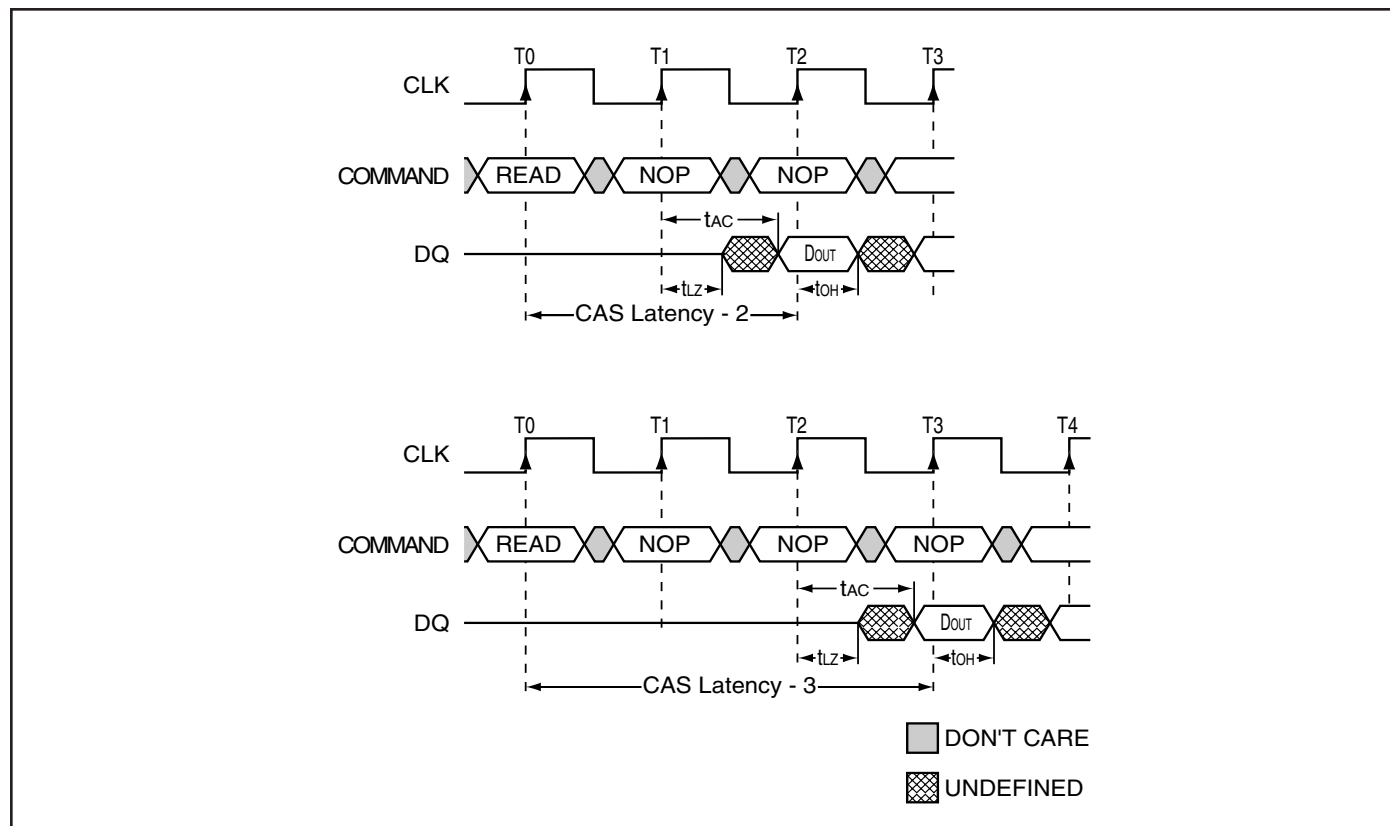 T0 T1 T2 T3
CLK
COMMAND READ NOP NOP
tAC
DQ DOUT
tLZ tOH
CAS Latency - 2
T0 T1 T2 T3 T4
CLK
COMMAND READ NOP NOP NOP
tAC
DQ DOUT
tLZ tOH
CAS Latency - 3
DON'T CARE
UNDEFINED